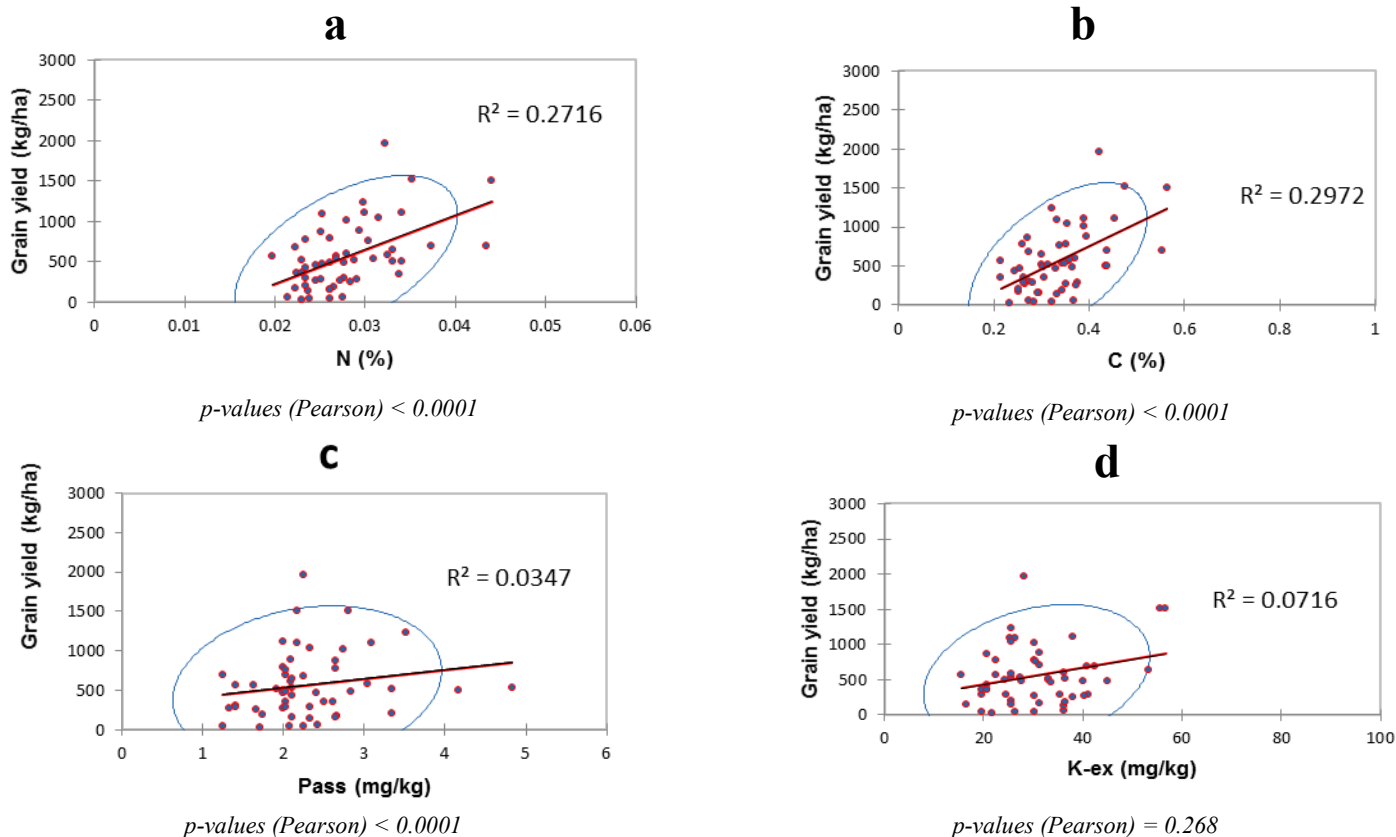 a
3000
2500
2000
1500
1000
500
0
Grain yield (kg/ha)
R² = 0.2716
0 0.01 0.02 0.03 0.04 0.05 0.06
N (%)
p-values (Pearson) < 0.0001
b
3000
2500
2000
1500
1000
500
0
Grain yield (kg/ha)
R² = 0.2972
0 0.2 0.4 0.6 0.8 1
C (%)
p-values (Pearson) < 0.0001
c
3000
2500
2000
1500
1000
500
0
Grain yield (kg/ha)
R² = 0.0347
0 1 2 3 4 5 6
Pass (mg/kg)
p-values (Pearson) < 0.0001
d
3000
2500
2000
1500
1000
500
0
Grain yield (kg/ha)
R² = 0.0716
0 20 40 60 80 100
K-ex (mg/kg)
p-values (Pearson) = 0.268